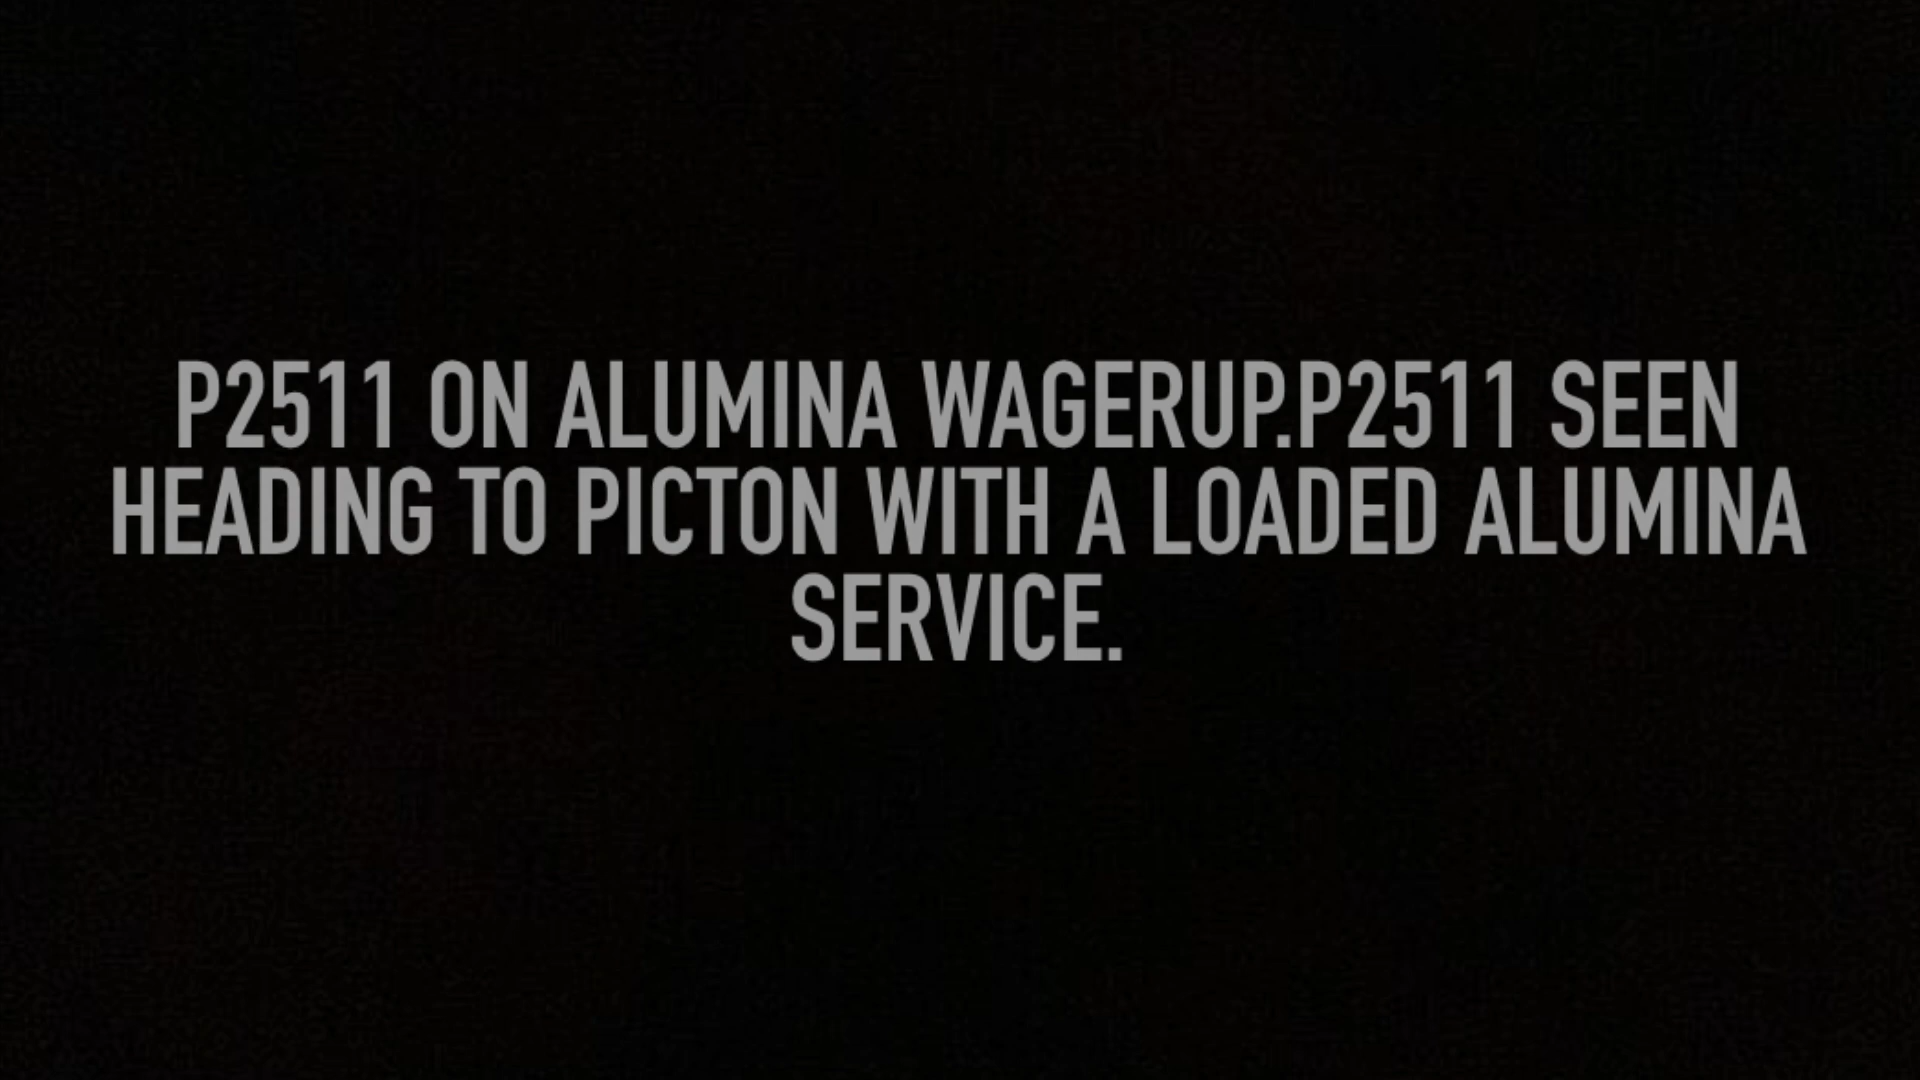 P2511 ON ALUMINA WAGERUP.P2511 SEEN
HEADING TO PICTON WITH A LOADED ALUMINA
SERVICE.